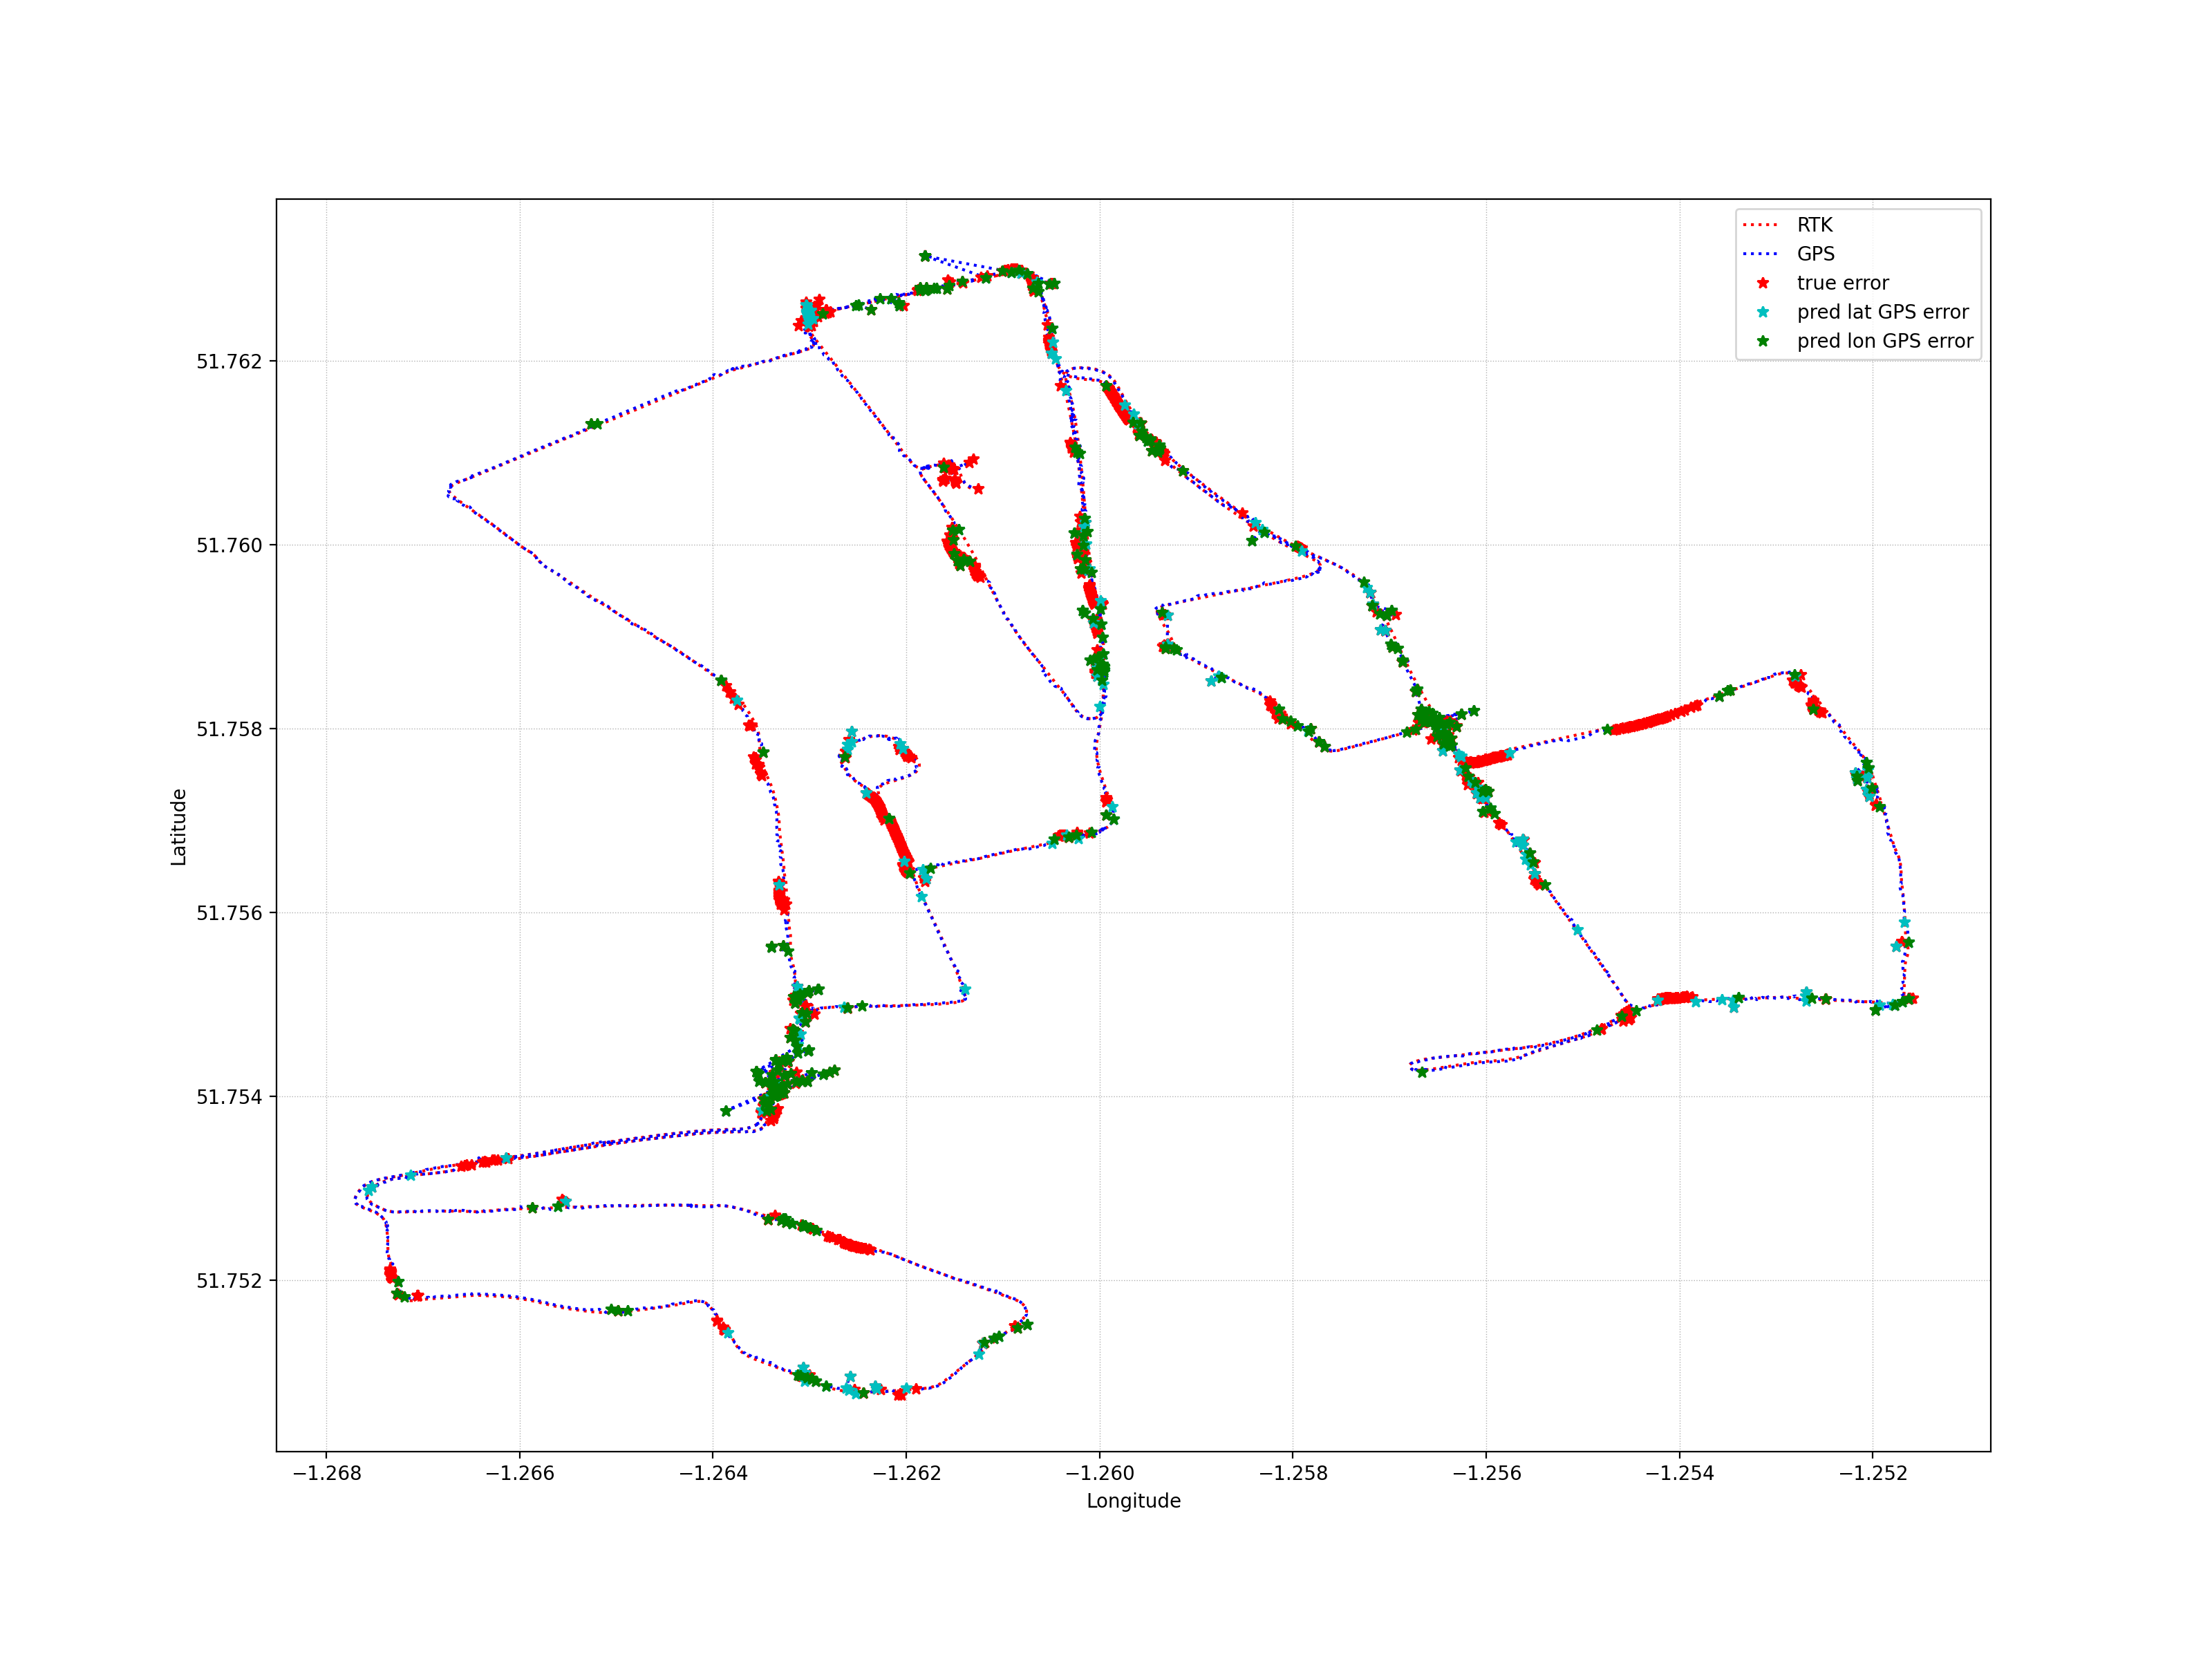 RTK
GPS
true error
pred lat GPS error
pred lon GPS error
51.762
51.760
51.758
51.756
51.754
51.752
Latitude
−1.268 −1.266 −1.264 −1.262 −1.260 −1.258 −1.256 −1.254 −1.252
Longitude